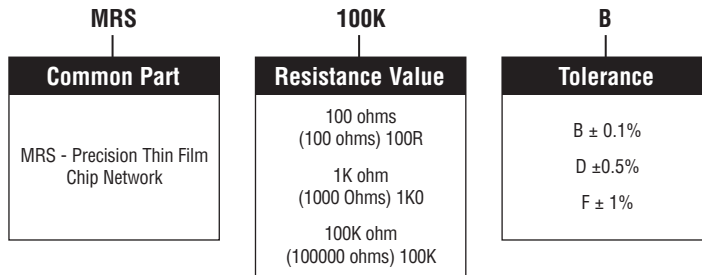 MRS 100K B
Common Part
MRS - Precision Thin Film
Chip Network
Resistance Value
100 ohms
(100 ohms) 100R
1K ohm
(1000 Ohms) 1K0
100K ohm
(100000 ohms) 100K
Tolerance
B ± 0.1%
D ±0.5%
F ± 1%